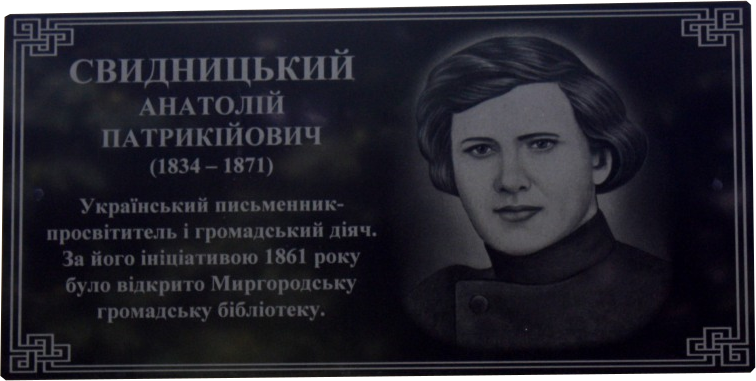 СВИДНИЦЬКИЙ
АНАТОЛІЙ
ПАТРИКІЙОВИЧ
(1834 – 1871)
Український письменник-
просвітитель і громадський діяч.
За його ініціативою 1861 року
було відкрито Миргородську
громадську бібліотеку.